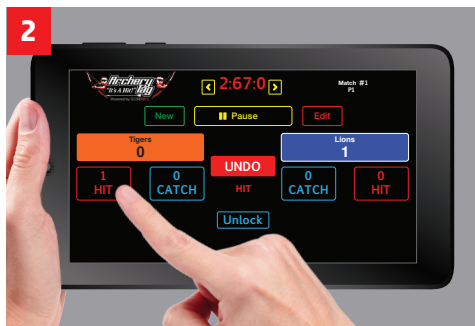 2
Archery
"It's A Hit!" Tag
< 2:67:0 >
Match #1
P1
New
Pause
Edit
Tigers
0
Lions
1
UNDO
1
HIT
0
CATCH
HIT
0
CATCH
0
HIT
Unlock